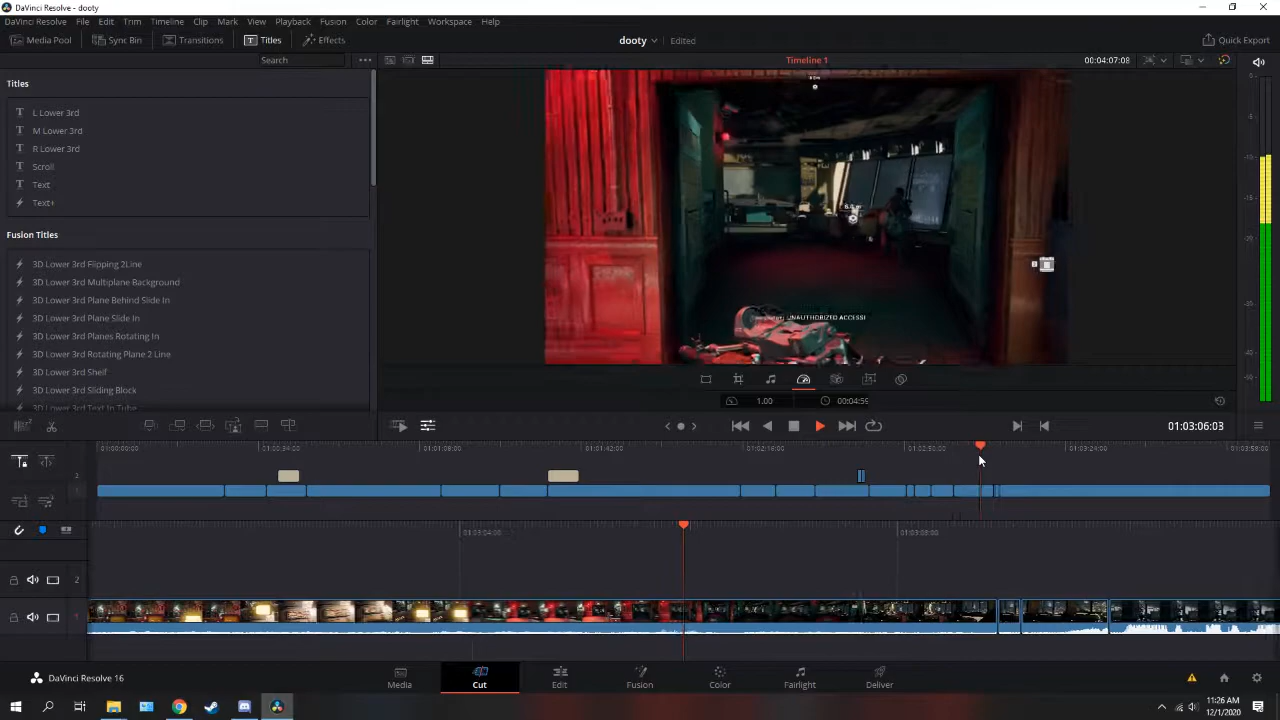 DaVinci Resolve - dooty
DaVinci Resolve File Edit Trim Timeline Clip Mark View Playback Fusion Color Fairlight Workspace Help
Media Pool Sync Bin Transitions Titles Effects dooty Edited Quick Export
Search Timeline 1 00:04:07:08
Titles
L Lower 3rd
M Lower 3rd
R Lower 3rd
Scroll
Text
Text+
Fusion Titles
3D Lower 3rd Flipping 2Line
3D Lower 3rd Multiplane Background
3D Lower 3rd Plane Behind Slide In
3D Lower 3rd Plane Slide In
3D Lower 3rd Planes Rotating In
3D Lower 3rd Rotating Plane 2 Line
3D Lower 3rd Shelf
3D Lower 3rd Sliding Block
3D Lower 3rd Text In Tube
UNAUTHORIZED ACCESS!
1.00 00:04:59
01:03:06:03
01:00:34:00 01:01:08:00 01:01:42:00 01:02:16:00 01:02:50:00 01:03:24:00 01:03:58:00
2
1
01:03:04:00 01:03:08:00
2
1
DaVinci Resolve 16
Media Cut Edit Fusion Color Fairlight Deliver
11:26 AM
12/1/2020